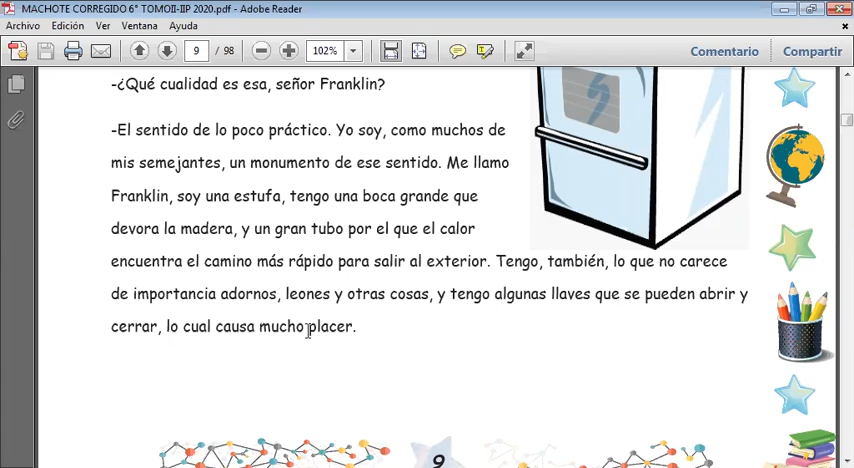 MACHOTE CORREGIDO 6° TOMOII-IIP 2020.pdf - Adobe Reader
Archivo Edición Ver Ventana Ayuda
9 / 98 102% Comentario Compartir
-¿Qué cualidad es esa, señor Franklin?
-El sentido de lo poco práctico. Yo soy, como muchos de
mis semejantes, un monumento de ese sentido. Me llamo
Franklin, soy una estufa, tengo una boca grande que
devora la madera, y un gran tubo por el que el calor
encuentra el camino más rápido para salir al exterior. Tengo, también, lo que no carece
de importancia adornos, leones y otras cosas, y tengo algunas llaves que se pueden abrir y
cerrar, lo cual causa mucho placer.
9